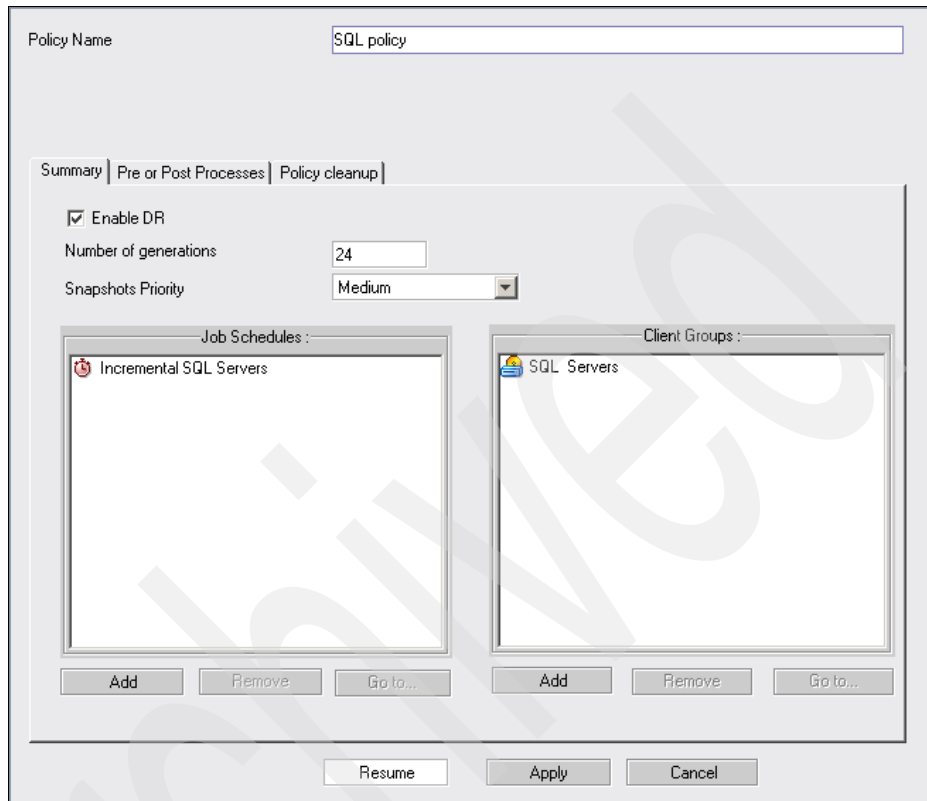 Policy Name SQL policy
Summary Pre or Post Processes Policy cleanup
Enable DR
Number of generations 24
Snapshots Priority Medium
Job Schedules :
Incremental SQL Servers
Add Remove Go to...
Client Groups :
SQL Servers
Add Remove Go to...
Resume Apply Cancel
Archived